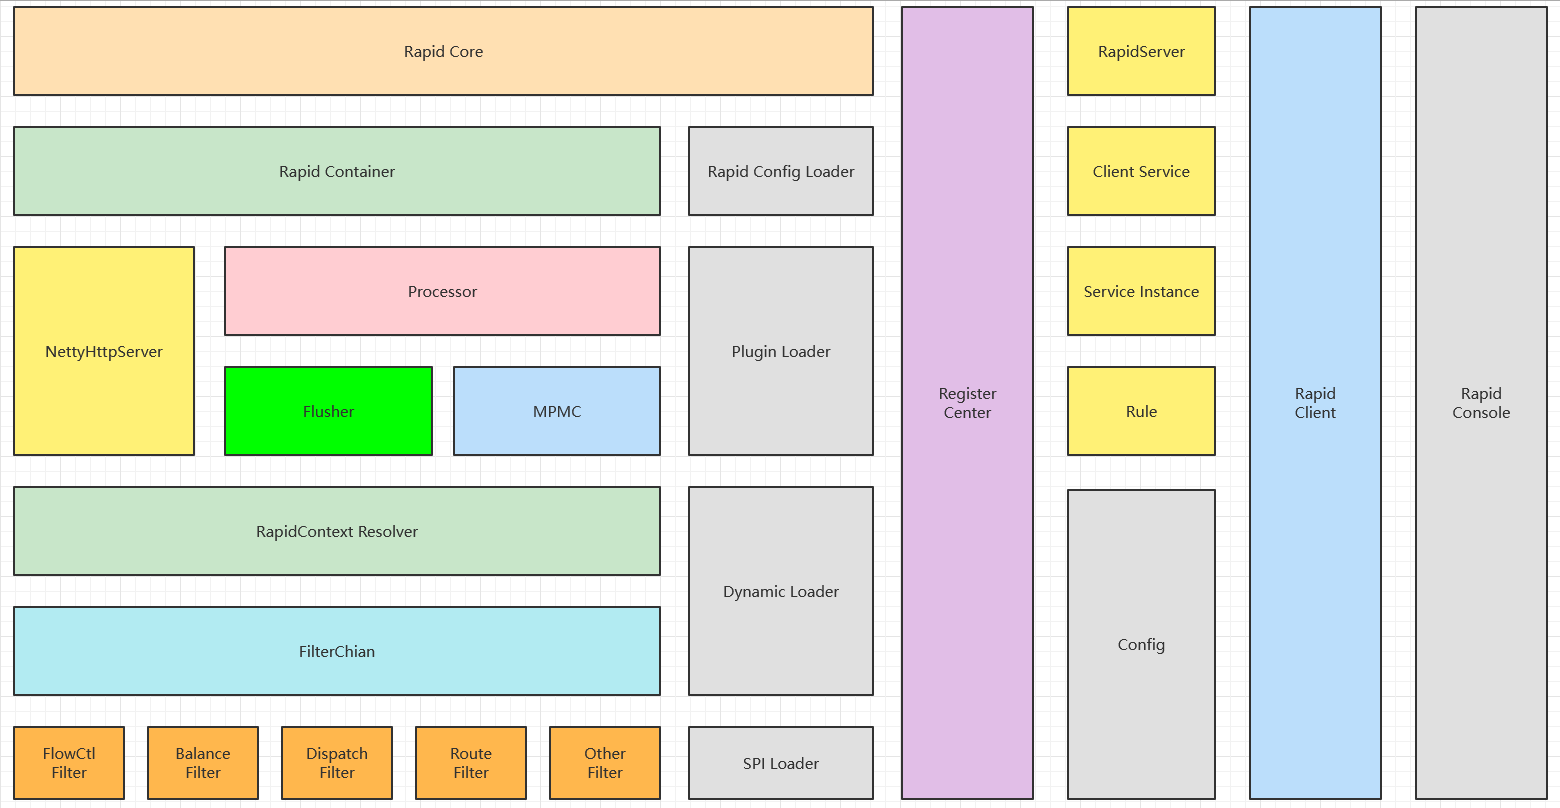 Rapid Core
Rapid Container
Rapid Config Loader
NettyHttpServer
Processor
Flusher
MPMC
Plugin Loader
RapidContext Resolver
FilterChian
Dynamic Loader
FlowCtl
Filter
Balance
Filter
Dispatch
Filter
Route
Filter
Other
Filter
SPI Loader
Register
Center
RapidServer
Client Service
Service Instance
Rule
Config
Rapid
Client
Rapid
Console